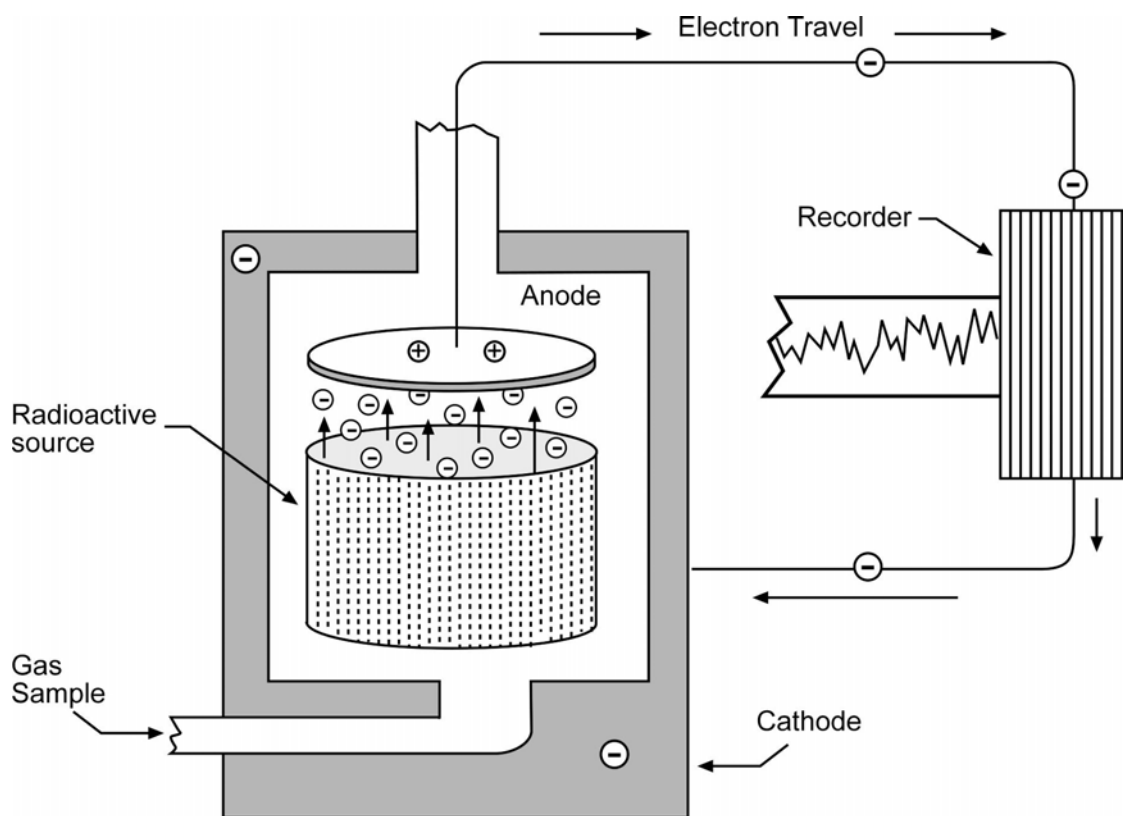 Electron Travel
Recorder
Anode
Radioactive
source
Gas
Sample
Cathode